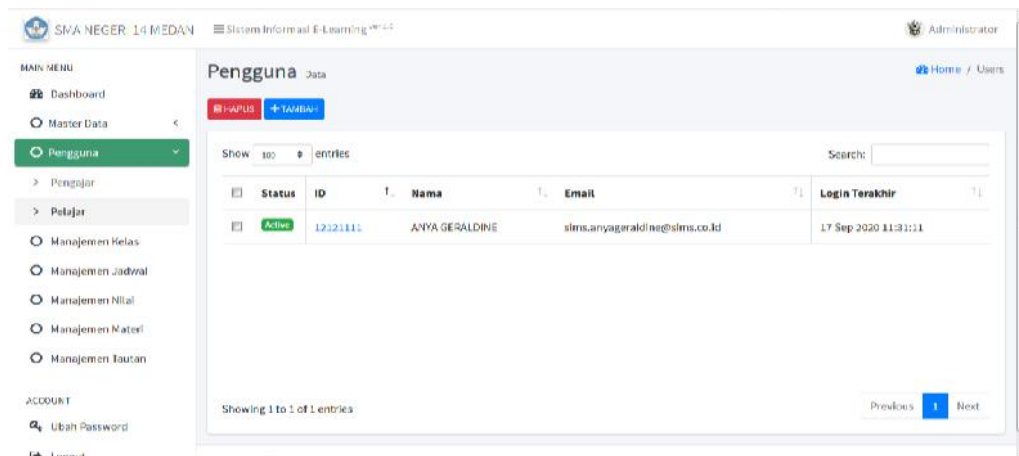 SMA NEGERI 14 MEDAN
Sistem Informasi E-Learning
Administrator
MAIN MENU
Dashboard
Master Data
Pengguna
Pengajar
Pelajar
Manajemen Kelas
Manajemen Jadwal
Manajemen Nilai
Manajemen Materi
Manajemen Tautan
ACCOUNT
Ubah Password
Logout
Pengguna Data
Home / Users
HAPUS + TAMBAH
Show 100 entries
Search:
Status ID Nama Email Login Terakhir
Active 12121111 ANYA GERALDINE sims.anyageraldine@sims.co.id 17 Sep 2020 11:31:11
Showing 1 to 1 of 1 entries
Previous 1 Next